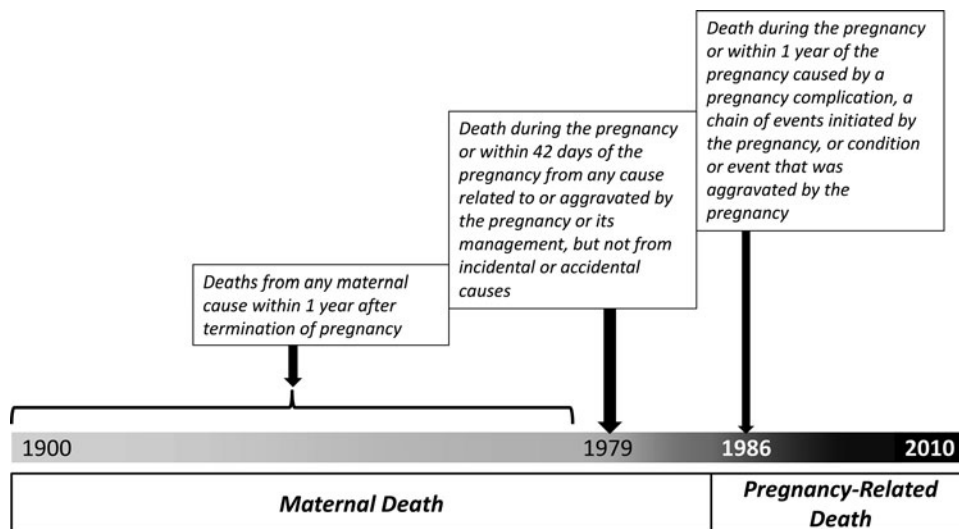 Death during the pregnancy
or within 1 year of the
pregnancy caused by a
pregnancy complication, a
chain of events initiated by
the pregnancy, or condition
or event that was
aggravated by the
pregnancy
Death during the pregnancy
or within 42 days of the
pregnancy from any cause
related to or aggravated by
the pregnancy or its
management, but not from
incidental or accidental
causes
Deaths from any maternal
cause within 1 year after
termination of pregnancy
1900
1979
1986
2010
Maternal Death
Pregnancy-Related
Death